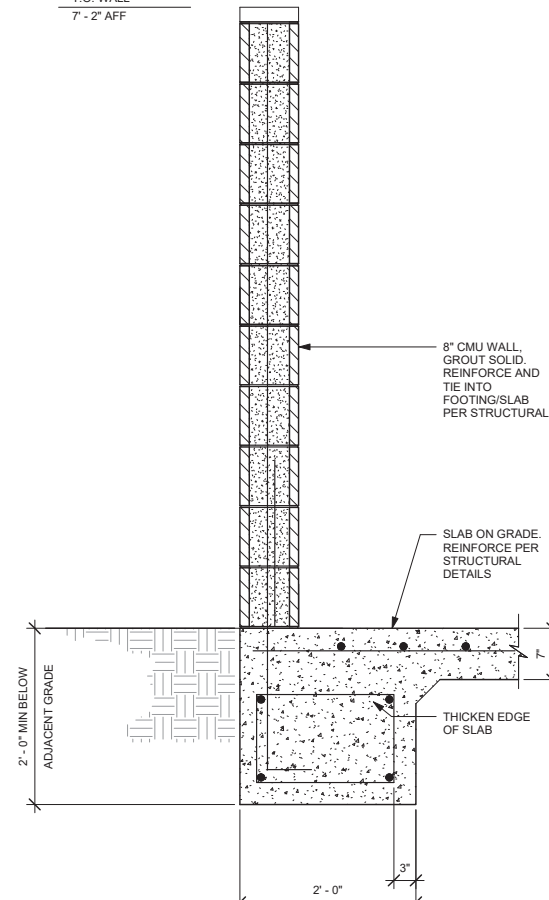 7' - 2" AFF
8" CMU WALL,
GROUT SOLID.
REINFORCE AND
TIE INTO
FOOTING/SLAB
PER STRUCTURAL
SLAB ON GRADE.
REINFORCE PER
STRUCTURAL
DETAILS
7"
2' - 0" MIN BELOW
ADJACENT GRADE
THICKEN EDGE
OF SLAB
3"
2' - 0"